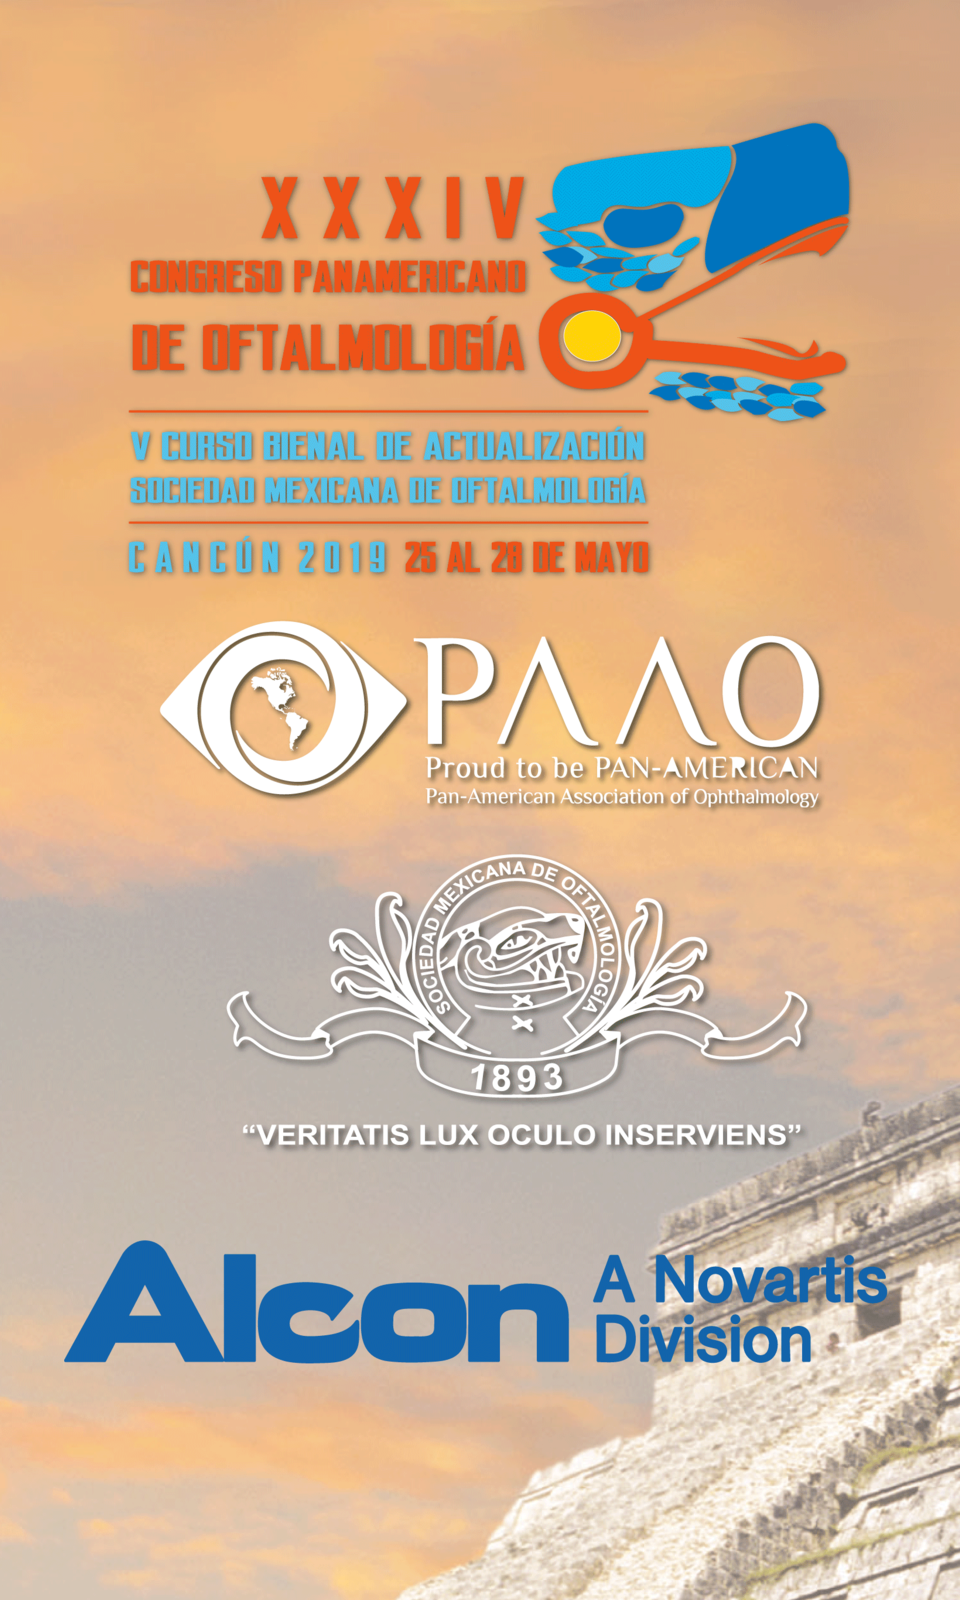 XXXIV
CONGRESO PANAMERICANO
DE OFTALMOLOGÍA
V CURSO BIENAL DE ACTUALIZACIÓN
SOCIEDAD MEXICANA DE OFTALMOLOGÍA
CANCÚN 2019 25 AL 28 DE MAYO
PAAO
Proud to be PAN-AMERICAN
Pan-American Association of Ophthalmology
SOCIEDAD MEXICANA DE OFTALMOLOGÍA
1893
“VERITATIS LUX OCULO INSERVIENS”
Alcon
A Novartis
Division